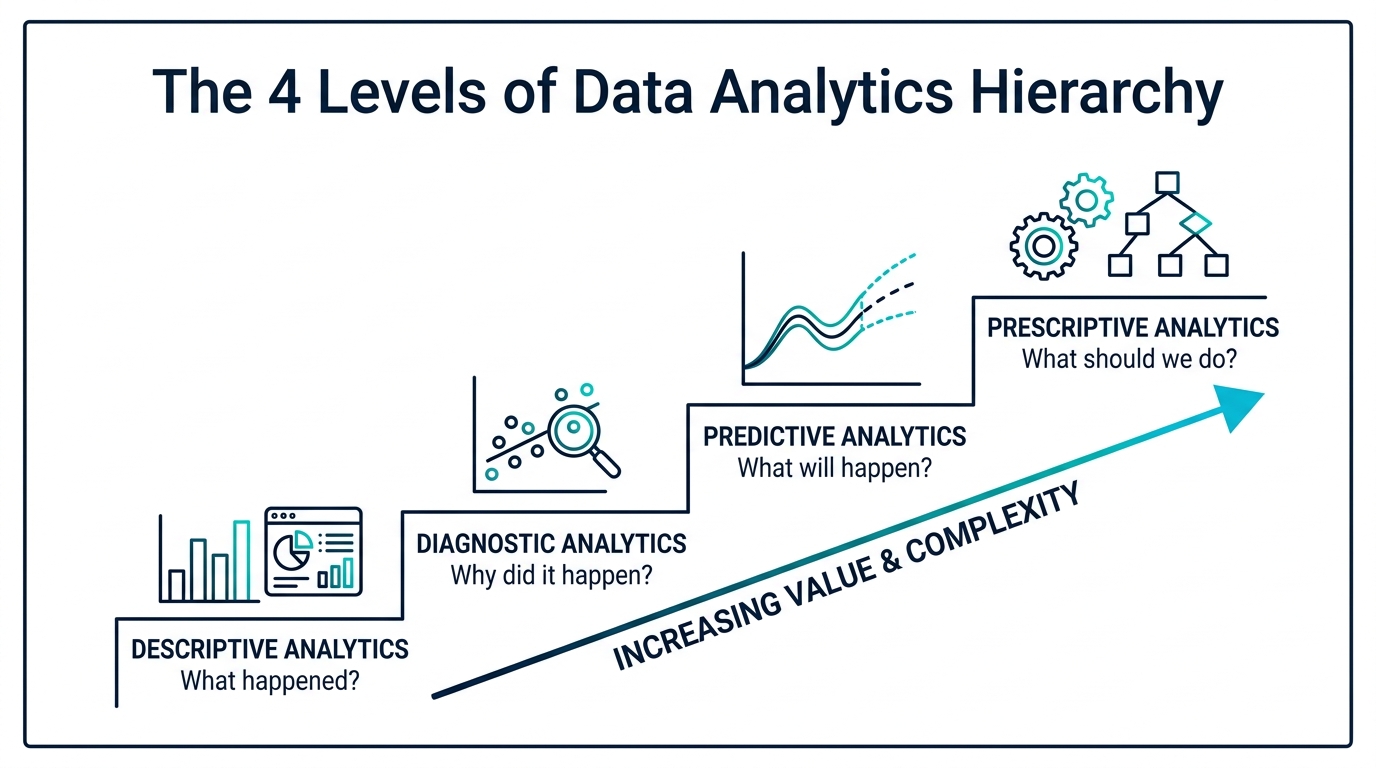 The 4 Levels of Data Analytics Hierarchy
DESCRIPTIVE ANALYTICS
What happened?
DIAGNOSTIC ANALYTICS
Why did it happen?
PREDICTIVE ANALYTICS
What will happen?
PRESCRIPTIVE ANALYTICS
What should we do?
INCREASING VALUE & COMPLEXITY